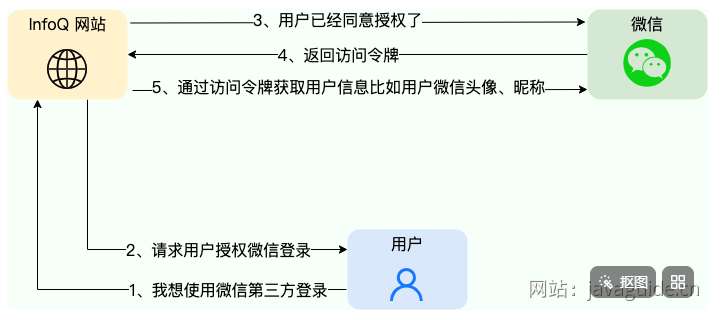 InfoQ 网站
3、用户已经同意授权了
微信
4、返回访问令牌
5、通过访问令牌获取用户信息比如用户微信头像、昵称
2、请求用户授权微信登录
用户
1、我想使用微信第三方登录
抠图
网站：javaguide.cn